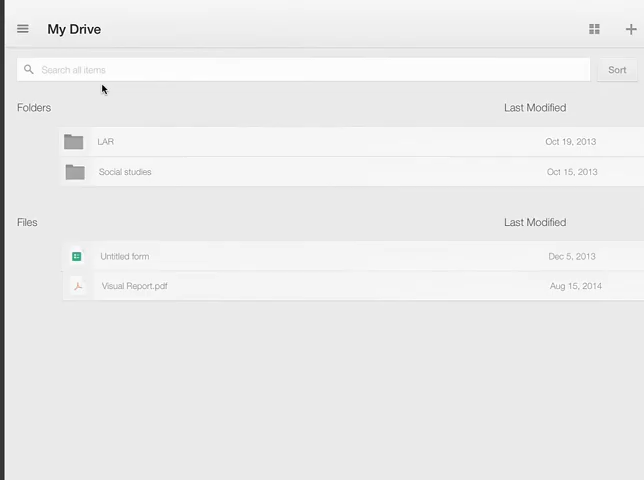 My Drive
Search all items
Sort
Folders Last Modified
LAR Oct 19, 2013
Social studies Oct 15, 2013
Files Last Modified
Untitled form Dec 5, 2013
Visual Report.pdf Aug 15, 2014